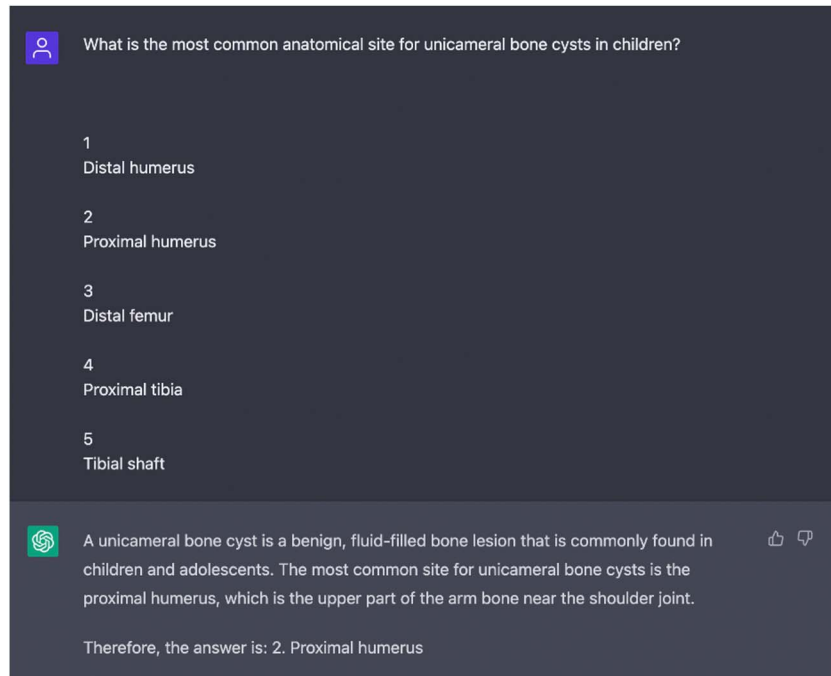 What is the most common anatomical site for unicameral bone cysts in children?
1
Distal humerus
2
Proximal humerus
3
Distal femur
4
Proximal tibia
5
Tibial shaft
A unicameral bone cyst is a benign, fluid-filled bone lesion that is commonly found in
children and adolescents. The most common site for unicameral bone cysts is the
proximal humerus, which is the upper part of the arm bone near the shoulder joint.
Therefore, the answer is: 2. Proximal humerus